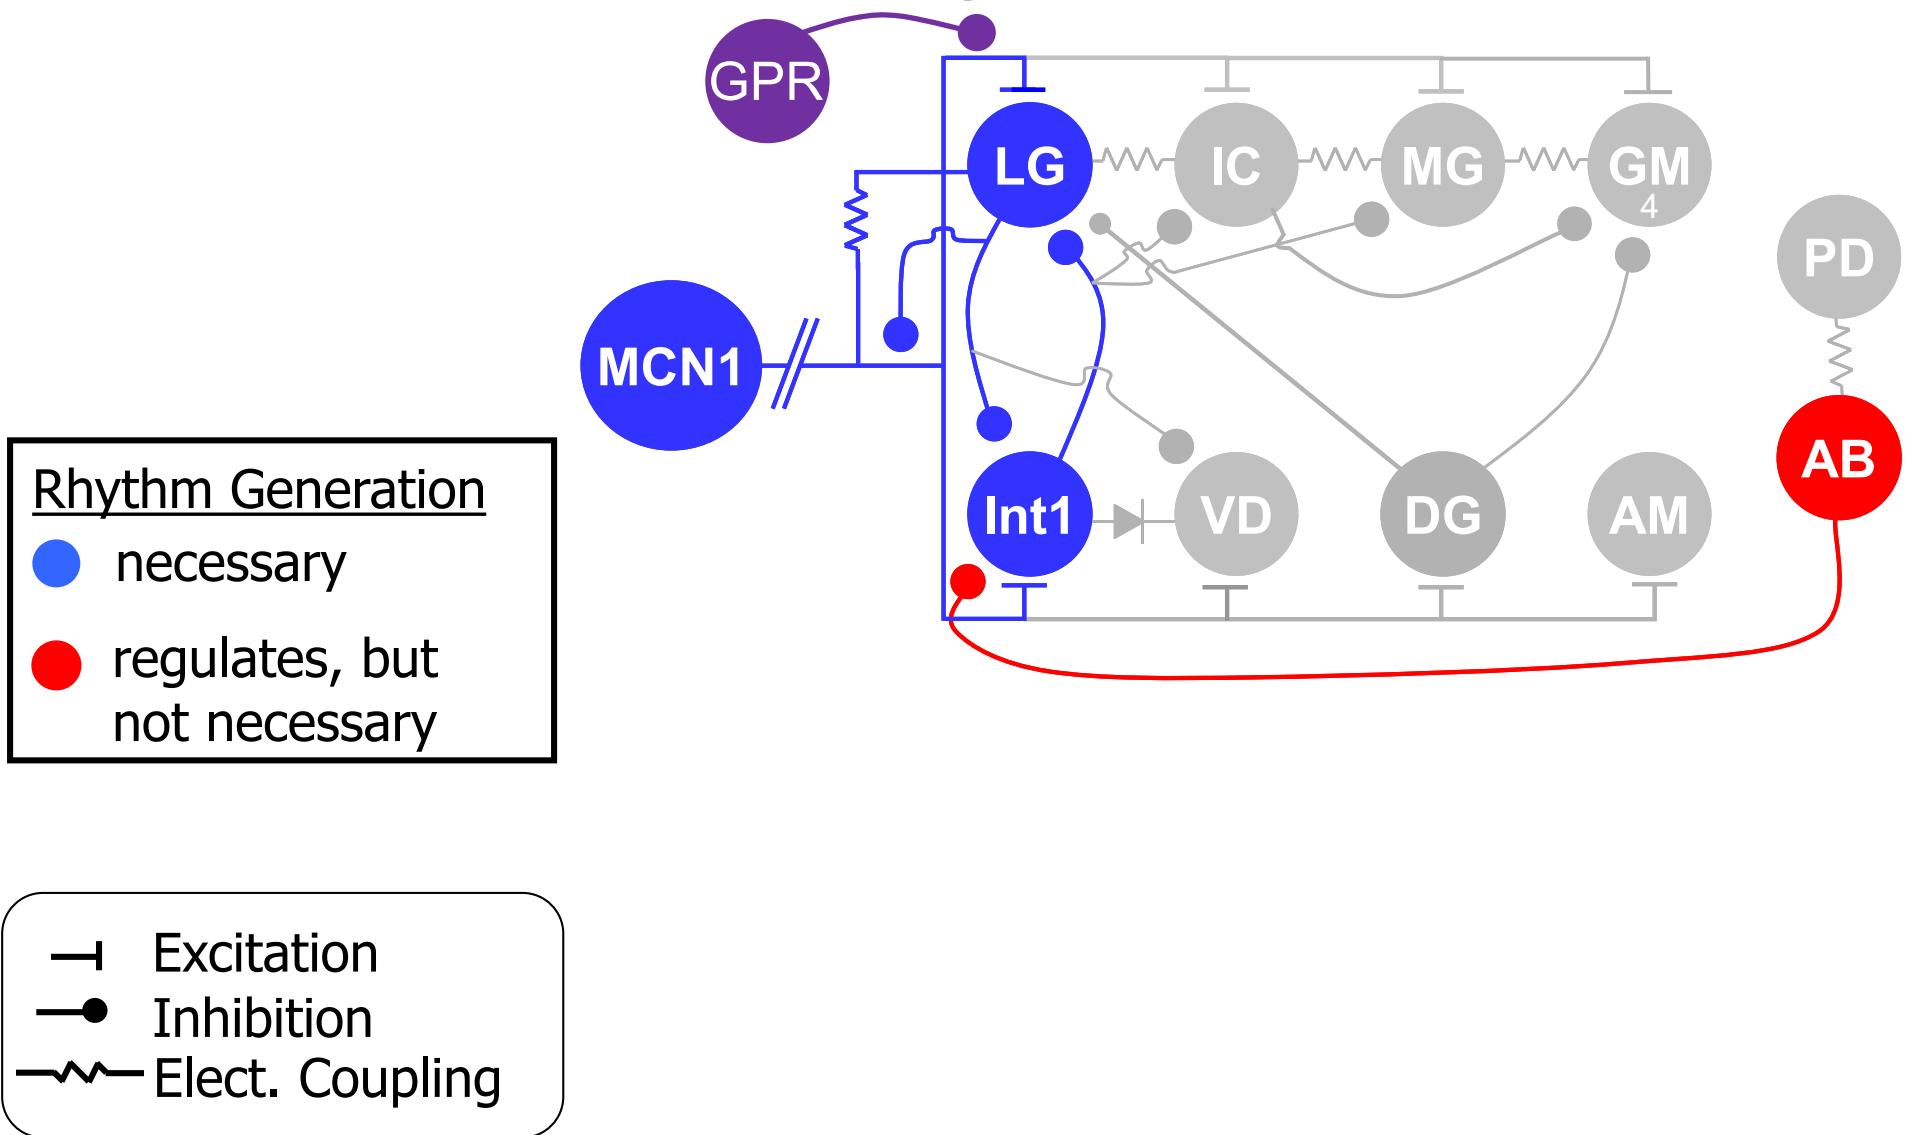 GPR
LG
IC
MG
GM
4
PD
MCN1
AB
Int1
VD
DG
AM
Rhythm Generation
necessary
regulates, but
not necessary
Excitation
Inhibition
Elect. Coupling